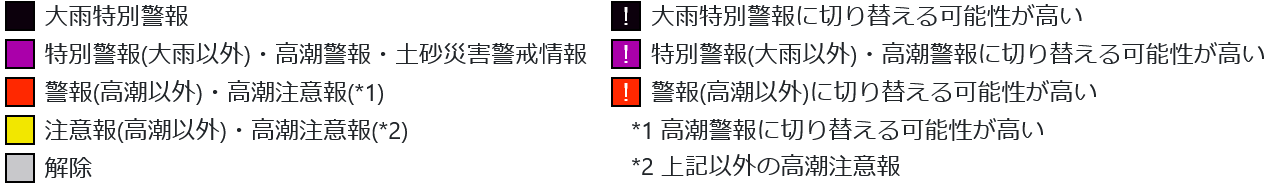 大雨特別警報
特別警報(大雨以外)・高潮警報・土砂災害警戒情報
警報(高潮以外)・高潮注意報(*1)
注意報(高潮以外)・高潮注意報(*2)
解除
! 大雨特別警報に切り替える可能性が高い
! 特別警報(大雨以外)・高潮警報に切り替える可能性が高い
! 警報(高潮以外)に切り替える可能性が高い
*1 高潮警報に切り替える可能性が高い
*2 上記以外の高潮注意報